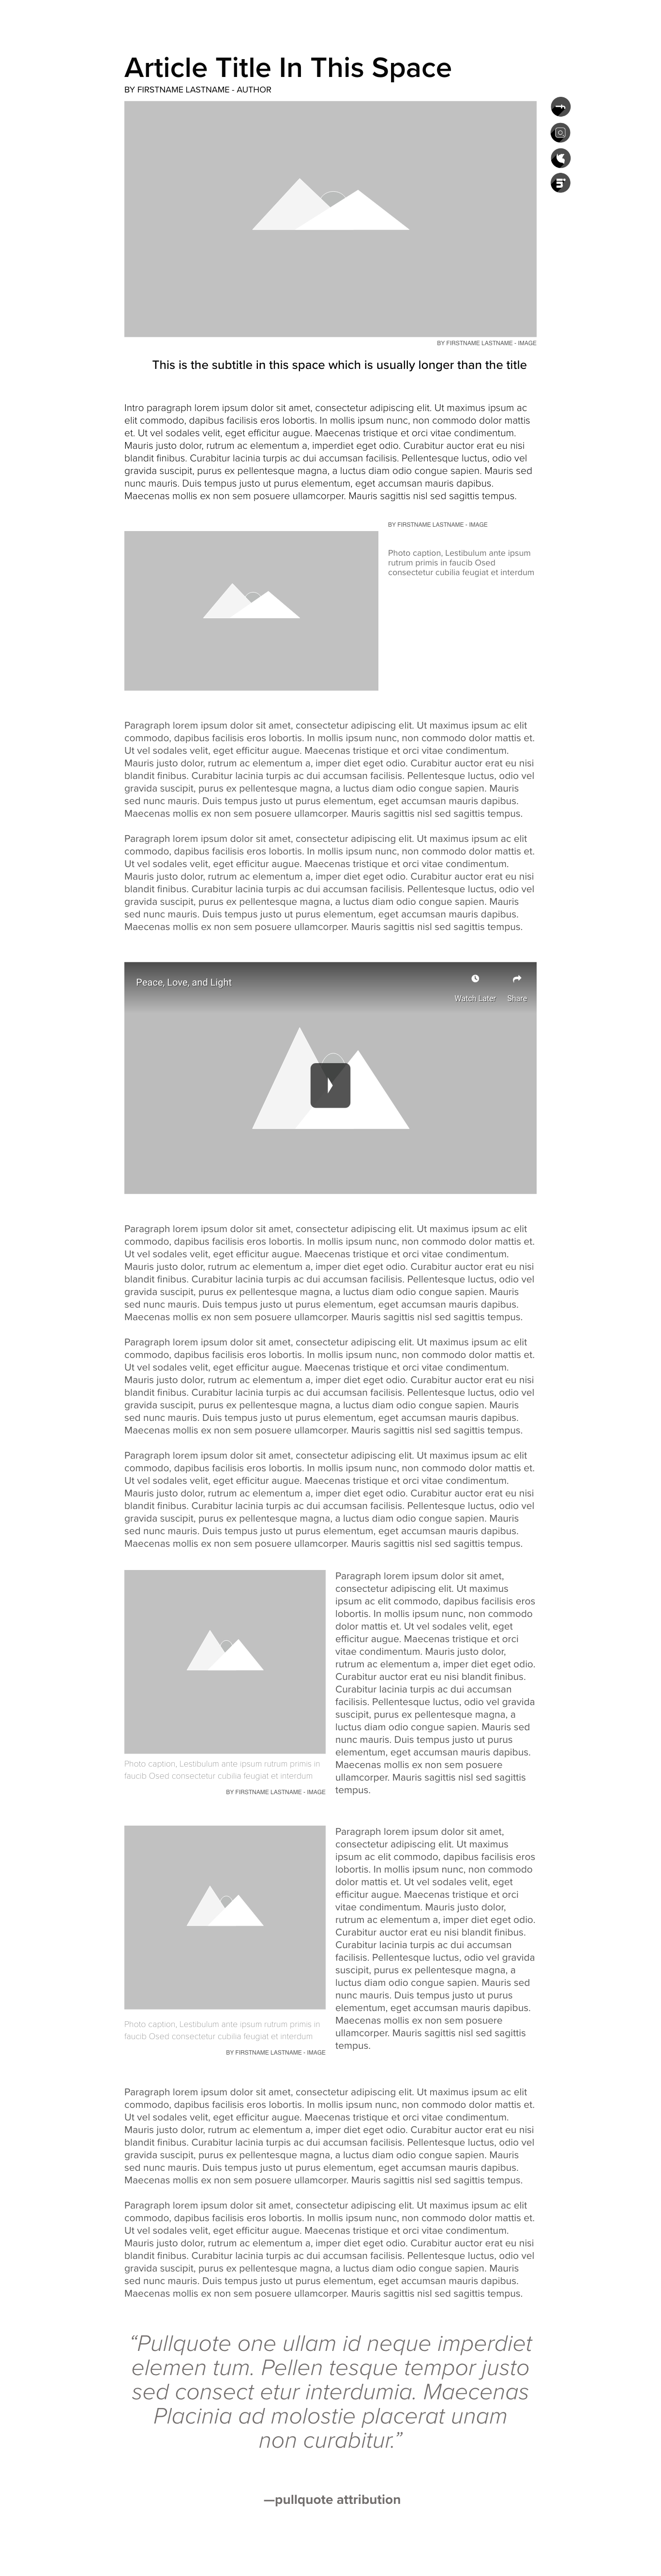 Article Title In This Space
BY FIRSTNAME LASTNAME - AUTHOR
BY FIRSTNAME LASTNAME - IMAGE
This is the subtitle in this space which is usually longer than the title
Intro paragraph lorem ipsum dolor sit amet, consectetur adipiscing elit. Ut maximus ipsum ac
elit commodo, dapibus facilisis eros lobortis. In mollis ipsum nunc, non commodo dolor mattis
et. Ut vel sodales velit, eget efficitur augue. Maecenas tristique et orci vitae condimentum.
Mauris justo dolor, rutrum ac elementum a, imperdiet eget odio. Curabitur auctor erat eu nisi
blandit finibus. Curabitur lacinia turpis ac dui accumsan facilisis. Pellentesque luctus, odio vel
gravida suscipit, purus ex pellentesque magna, a luctus diam odio congue sapien. Mauris sed
nunc mauris. Duis tempus justo ut purus elementum, eget accumsan mauris dapibus.
Maecenas mollis ex non sem posuere ullamcorper. Mauris sagittis nisl sed sagittis tempus.
BY FIRSTNAME LASTNAME - IMAGE
Photo caption, Lestibulum ante ipsum
rutrum primis in faucib Osed
consectetur cubilia feugiat et interdum
Paragraph lorem ipsum dolor sit amet, consectetur adipiscing elit. Ut maximus ipsum ac elit
commodo, dapibus facilisis eros lobortis. In mollis ipsum nunc, non commodo dolor mattis et.
Ut vel sodales velit, eget efficitur augue. Maecenas tristique et orci vitae condimentum.
Mauris justo dolor, rutrum ac elementum a, imper diet eget odio. Curabitur auctor erat eu nisi
blandit finibus. Curabitur lacinia turpis ac dui accumsan facilisis. Pellentesque luctus, odio vel
gravida suscipit, purus ex pellentesque magna, a luctus diam odio congue sapien. Mauris
sed nunc mauris. Duis tempus justo ut purus elementum, eget accumsan mauris dapibus.
Maecenas mollis ex non sem posuere ullamcorper. Mauris sagittis nisl sed sagittis tempus.
Paragraph lorem ipsum dolor sit amet, consectetur adipiscing elit. Ut maximus ipsum ac elit
commodo, dapibus facilisis eros lobortis. In mollis ipsum nunc, non commodo dolor mattis et.
Ut vel sodales velit, eget efficitur augue. Maecenas tristique et orci vitae condimentum.
Mauris justo dolor, rutrum ac elementum a, imper diet eget odio. Curabitur auctor erat eu nisi
blandit finibus. Curabitur lacinia turpis ac dui accumsan facilisis. Pellentesque luctus, odio vel
gravida suscipit, purus ex pellentesque magna, a luctus diam odio congue sapien. Mauris
sed nunc mauris. Duis tempus justo ut purus elementum, eget accumsan mauris dapibus.
Maecenas mollis ex non sem posuere ullamcorper. Mauris sagittis nisl sed sagittis tempus.
Peace, Love, and Light
Watch Later Share
Paragraph lorem ipsum dolor sit amet, consectetur adipiscing elit. Ut maximus ipsum ac elit
commodo, dapibus facilisis eros lobortis. In mollis ipsum nunc, non commodo dolor mattis et.
Ut vel sodales velit, eget efficitur augue. Maecenas tristique et orci vitae condimentum.
Mauris justo dolor, rutrum ac elementum a, imper diet eget odio. Curabitur auctor erat eu nisi
blandit finibus. Curabitur lacinia turpis ac dui accumsan facilisis. Pellentesque luctus, odio vel
gravida suscipit, purus ex pellentesque magna, a luctus diam odio congue sapien. Mauris
sed nunc mauris. Duis tempus justo ut purus elementum, eget accumsan mauris dapibus.
Maecenas mollis ex non sem posuere ullamcorper. Mauris sagittis nisl sed sagittis tempus.
Paragraph lorem ipsum dolor sit amet, consectetur adipiscing elit. Ut maximus ipsum ac elit
commodo, dapibus facilisis eros lobortis. In mollis ipsum nunc, non commodo dolor mattis et.
Ut vel sodales velit, eget efficitur augue. Maecenas tristique et orci vitae condimentum.
Mauris justo dolor, rutrum ac elementum a, imper diet eget odio. Curabitur auctor erat eu nisi
blandit finibus. Curabitur lacinia turpis ac dui accumsan facilisis. Pellentesque luctus, odio vel
gravida suscipit, purus ex pellentesque magna, a luctus diam odio congue sapien. Mauris
sed nunc mauris. Duis tempus justo ut purus elementum, eget accumsan mauris dapibus.
Maecenas mollis ex non sem posuere ullamcorper. Mauris sagittis nisl sed sagittis tempus.
Paragraph lorem ipsum dolor sit amet, consectetur adipiscing elit. Ut maximus ipsum ac elit
commodo, dapibus facilisis eros lobortis. In mollis ipsum nunc, non commodo dolor mattis et.
Ut vel sodales velit, eget efficitur augue. Maecenas tristique et orci vitae condimentum.
Mauris justo dolor, rutrum ac elementum a, imper diet eget odio. Curabitur auctor erat eu nisi
blandit finibus. Curabitur lacinia turpis ac dui accumsan facilisis. Pellentesque luctus, odio vel
gravida suscipit, purus ex pellentesque magna, a luctus diam odio congue sapien. Mauris
sed nunc mauris. Duis tempus justo ut purus elementum, eget accumsan mauris dapibus.
Maecenas mollis ex non sem posuere ullamcorper. Mauris sagittis nisl sed sagittis tempus.
Photo caption, Lestibulum ante ipsum rutrum primis in
faucib Osed consectetur cubilia feugiat et interdum
BY FIRSTNAME LASTNAME - IMAGE
Paragraph lorem ipsum dolor sit amet,
consectetur adipiscing elit. Ut maximus
ipsum ac elit commodo, dapibus facilisis eros
lobortis. In mollis ipsum nunc, non commodo
dolor mattis et. Ut vel sodales velit, eget
efficitur augue. Maecenas tristique et orci
vitae condimentum. Mauris justo dolor,
rutrum ac elementum a, imper diet eget odio.
Curabitur auctor erat eu nisi blandit finibus.
Curabitur lacinia turpis ac dui accumsan
facilisis. Pellentesque luctus, odio vel gravida
suscipit, purus ex pellentesque magna, a
luctus diam odio congue sapien. Mauris sed
nunc mauris. Duis tempus justo ut purus
elementum, eget accumsan mauris dapibus.
Maecenas mollis ex non sem posuere
ullamcorper. Mauris sagittis nisl sed sagittis
tempus.
Photo caption, Lestibulum ante ipsum rutrum primis in
faucib Osed consectetur cubilia feugiat et interdum
BY FIRSTNAME LASTNAME - IMAGE
Paragraph lorem ipsum dolor sit amet,
consectetur adipiscing elit. Ut maximus
ipsum ac elit commodo, dapibus facilisis eros
lobortis. In mollis ipsum nunc, non commodo
dolor mattis et. Ut vel sodales velit, eget
efficitur augue. Maecenas tristique et orci
vitae condimentum. Mauris justo dolor,
rutrum ac elementum a, imper diet eget odio.
Curabitur auctor erat eu nisi blandit finibus.
Curabitur lacinia turpis ac dui accumsan
facilisis. Pellentesque luctus, odio vel gravida
suscipit, purus ex pellentesque magna, a
luctus diam odio congue sapien. Mauris sed
nunc mauris. Duis tempus justo ut purus
elementum, eget accumsan mauris dapibus.
Maecenas mollis ex non sem posuere
ullamcorper. Mauris sagittis nisl sed sagittis
tempus.
Paragraph lorem ipsum dolor sit amet, consectetur adipiscing elit. Ut maximus ipsum ac elit
commodo, dapibus facilisis eros lobortis. In mollis ipsum nunc, non commodo dolor mattis et.
Ut vel sodales velit, eget efficitur augue. Maecenas tristique et orci vitae condimentum.
Mauris justo dolor, rutrum ac elementum a, imper diet eget odio. Curabitur auctor erat eu nisi
blandit finibus. Curabitur lacinia turpis ac dui accumsan facilisis. Pellentesque luctus, odio vel
gravida suscipit, purus ex pellentesque magna, a luctus diam odio congue sapien. Mauris
sed nunc mauris. Duis tempus justo ut purus elementum, eget accumsan mauris dapibus.
Maecenas mollis ex non sem posuere ullamcorper. Mauris sagittis nisl sed sagittis tempus.
Paragraph lorem ipsum dolor sit amet, consectetur adipiscing elit. Ut maximus ipsum ac elit
commodo, dapibus facilisis eros lobortis. In mollis ipsum nunc, non commodo dolor mattis et.
Ut vel sodales velit, eget efficitur augue. Maecenas tristique et orci vitae condimentum.
Mauris justo dolor, rutrum ac elementum a, imper diet eget odio. Curabitur auctor erat eu nisi
blandit finibus. Curabitur lacinia turpis ac dui accumsan facilisis. Pellentesque luctus, odio vel
gravida suscipit, purus ex pellentesque magna, a luctus diam odio congue sapien. Mauris
sed nunc mauris. Duis tempus justo ut purus elementum, eget accumsan mauris dapibus.
Maecenas mollis ex non sem posuere ullamcorper. Mauris sagittis nisl sed sagittis tempus.
“Pullquote one ullam id neque imperdiet
elemen tum. Pellen tesque tempor justo
sed consect etur interdumia. Maecenas
Placinia ad molostie placerat unam
non curabitur.”
—pullquote attribution